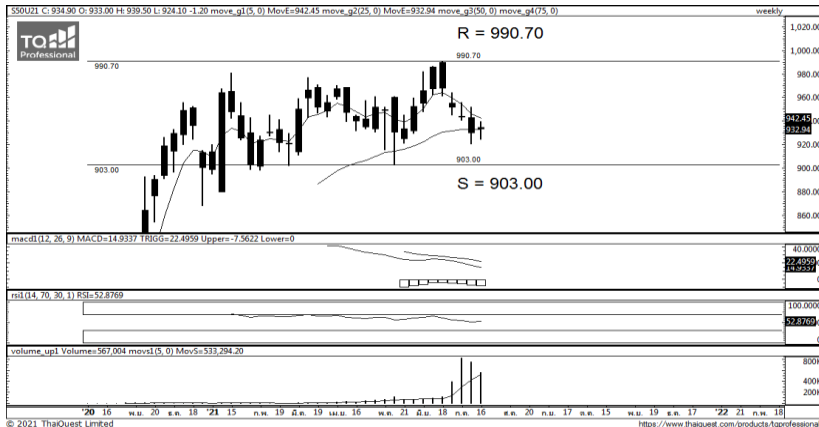 S50U21 C: 934.90 O: 933.00 H: 939.50 L: 924.10 -1.20 move_g1(5, 0) MovE=942.45 move_g2(25, 0) MovE=932.94 move_g3(50, 0) move_g4(75, 0) weekly
TQ
Professional
R = 990.70
990.70
990.70
1,020.00
1,000.00
980.00
960.00
942.45
932.94
920.00
900.00
880.00
860.00
903.00
903.00
S = 903.00
macd1(12, 26, 9) MACD=14.9337 TRIGG=22.4959 Upper=-7.5622 Lower=0
40.0000
22.4959
14.9337
rsi1(14, 70, 30, 1) RSI=52.8769
100.0000
52.8769
volume_up1 Volume=567,004 movs1(5, 0) MovS=533,294.20
800K
400K
200K
'20 16 พ.ย. 20 ธ.ค. 18 '21 15 ก.พ. 19 มี.ค. 19 เม.ย. 16 พ.ค. 21 มิ.ย. 18 ก.ค. 16 ส.ค. 20 ก.ย. 17 ต.ค. 15 พ.ย. 19 ธ.ค. 17 '22 21 ก.พ. 18
© 2021 ThaiQuest Limited
https://www.thaiquest.com/products/tqprofessional